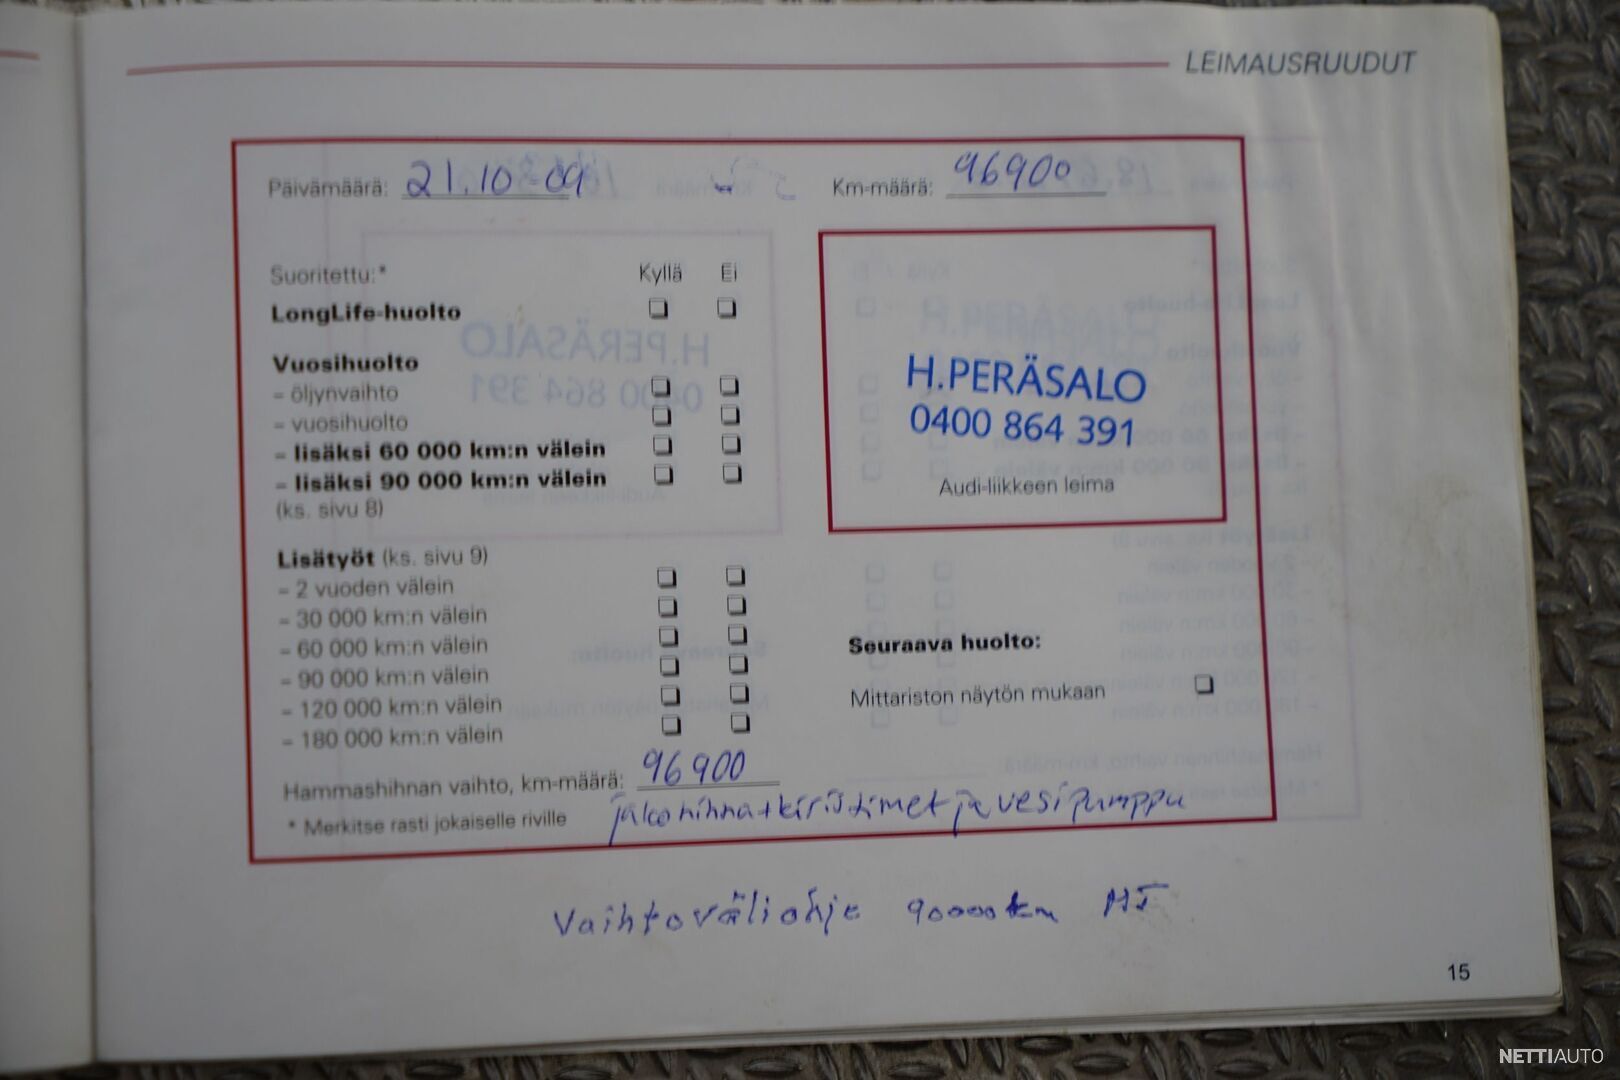 LEIMAUSRUUDUT
Päivämäärä: 21.10-09
Km-määrä: 96900
Suoritettu:* Kyllä Ei
LongLife-huolto
Vuosihuolto
– öljynvaihto
– vuosihuolto
– lisäksi 60 000 km:n välein
– lisäksi 90 000 km:n välein
(ks. sivu 8)
H.PERÄSALO
0400 864 391
Audi-liikkeen leima
Lisätyöt (ks. sivu 9)
– 2 vuoden välein
– 30 000 km:n välein
– 60 000 km:n välein
– 90 000 km:n välein
– 120 000 km:n välein
– 180 000 km:n välein
Seuraava huolto:
Mittariston näytön mukaan
Hammashihnan vaihto, km-määrä: 96900
* Merkitse rasti jokaiselle riville
jakohihna+kiristimet ja vesipumppu
Vaihtoväliohje 90000km
15
NETTIAUTO